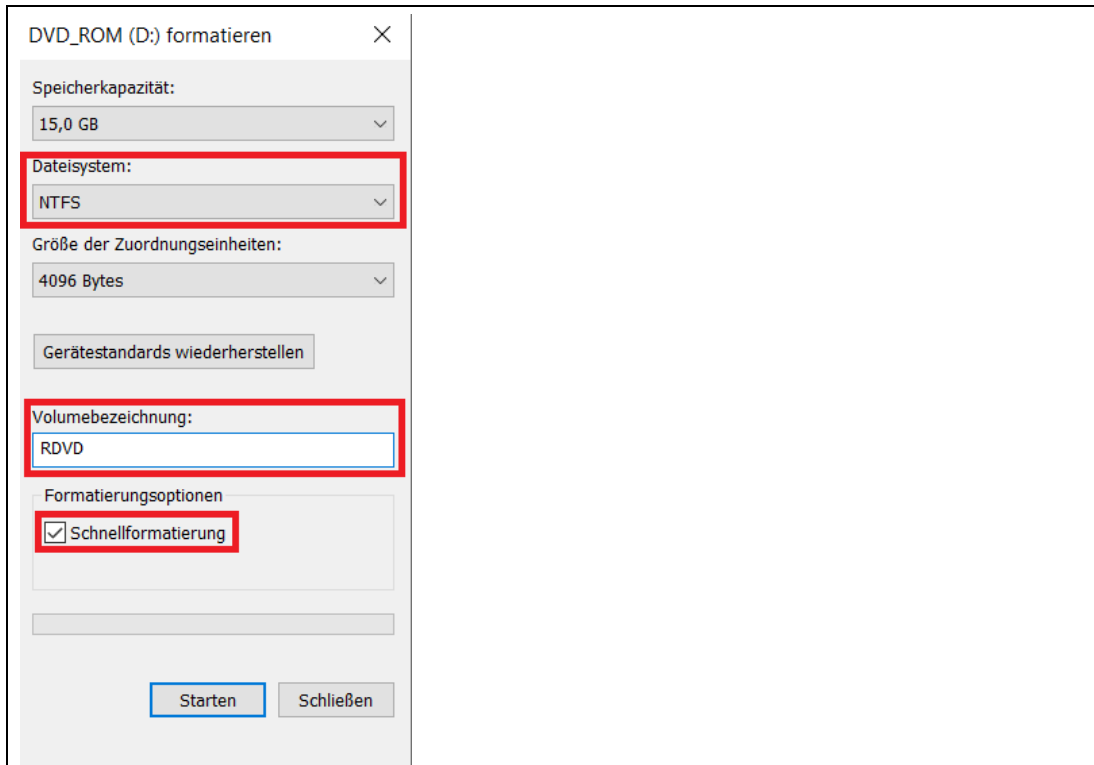 DVD_ROM (D:) formatieren
Speicherkapazität:
15,0 GB
Dateisystem:
NTFS
Größe der Zuordnungseinheiten:
4096 Bytes
Gerätestandards wiederherstellen
Volumebezeichnung:
RDVD
Formatierungsoptionen
Schnellformatierung
Starten
Schließen